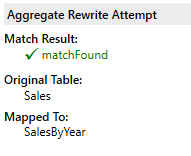 Aggregate Rewrite Attempt
Match Result:
✓ matchFound
Original Table:
Sales
Mapped To:
SalesByYear